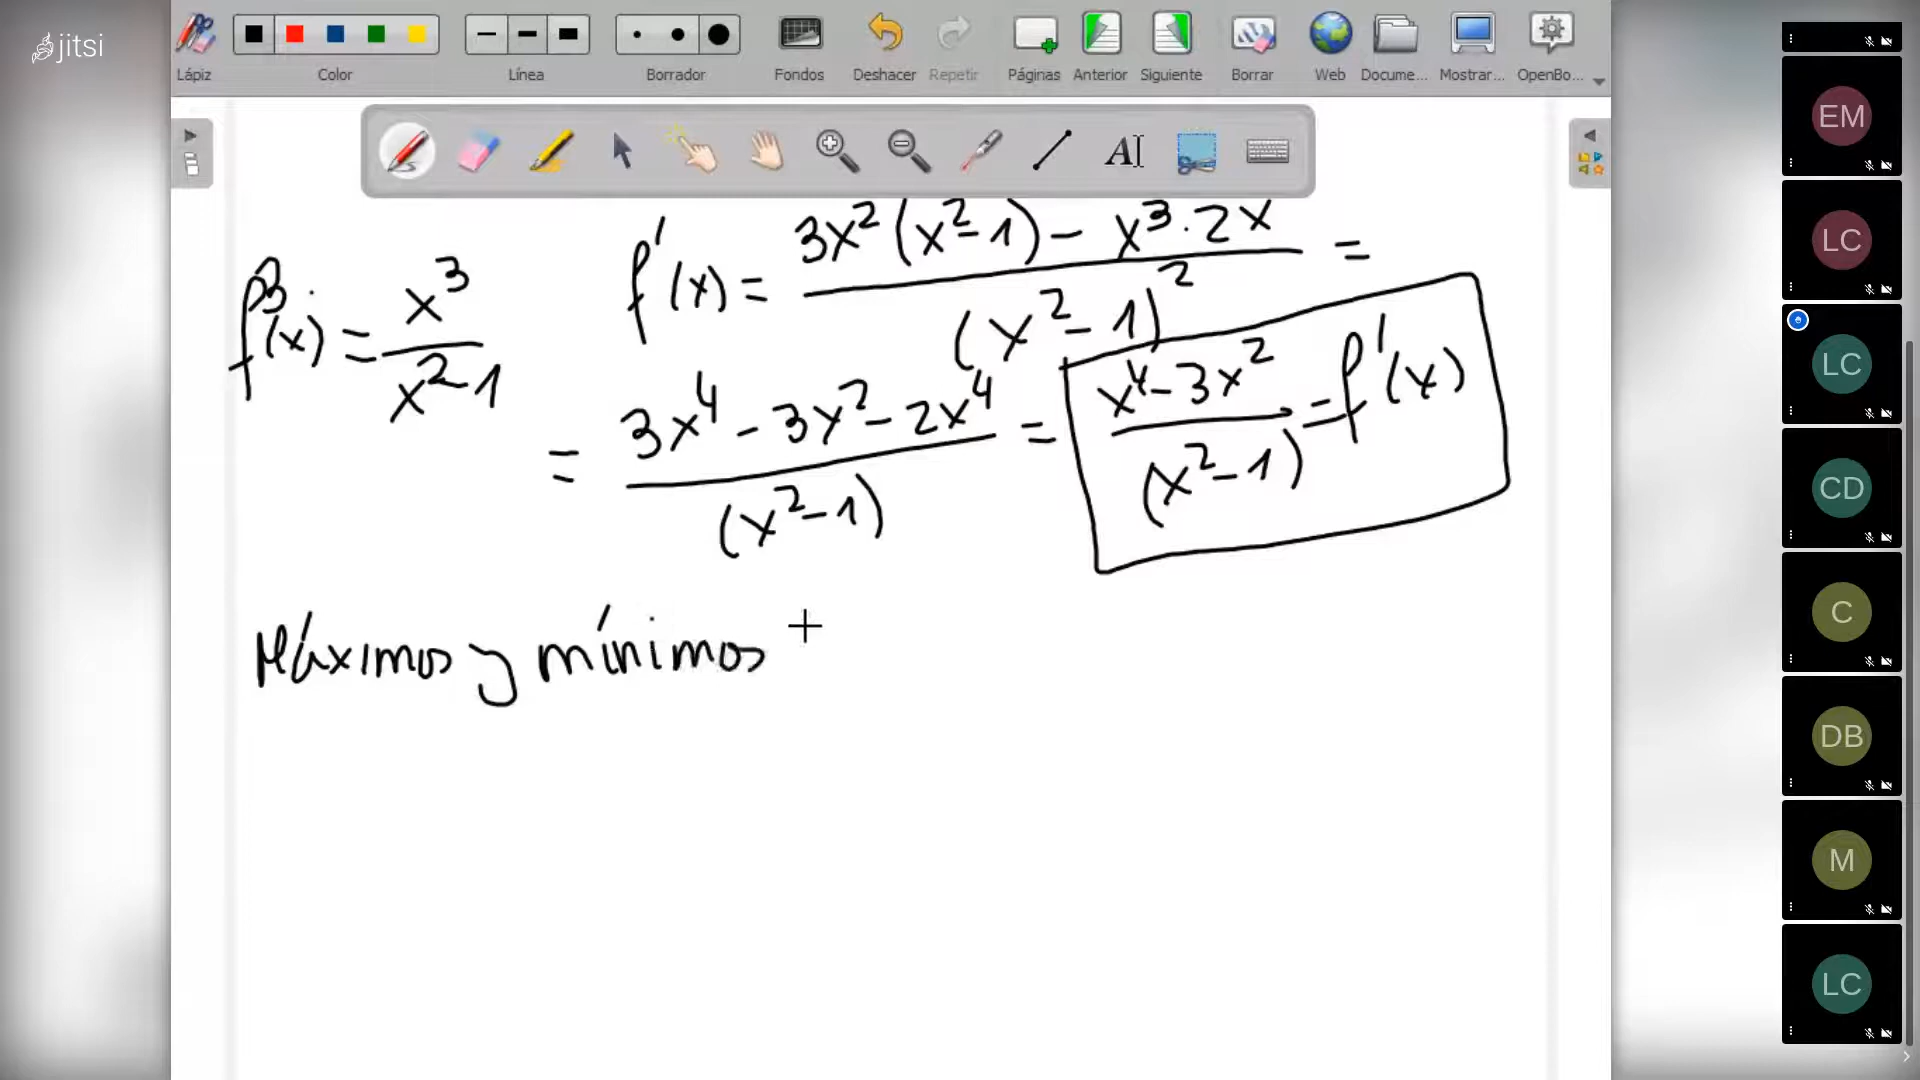 jitsi
Lápiz Color Línea Borrador Fondos Deshacer Repetir Páginas Anterior Siguiente Borrar Web Docume... Mostrar... OpenBo...
AI
f'(x) = 3x²(x²-1) - x³·2x / (x²-1)² =
3.
f(x) = x³ / x²-1
= 3x⁴ - 3x² - 2x⁴ / (x²-1) = x⁴ - 3x² / (x²-1) = f'(x)
Máximos y mínimos
EM
LC
LC
CD
C
DB
M
LC